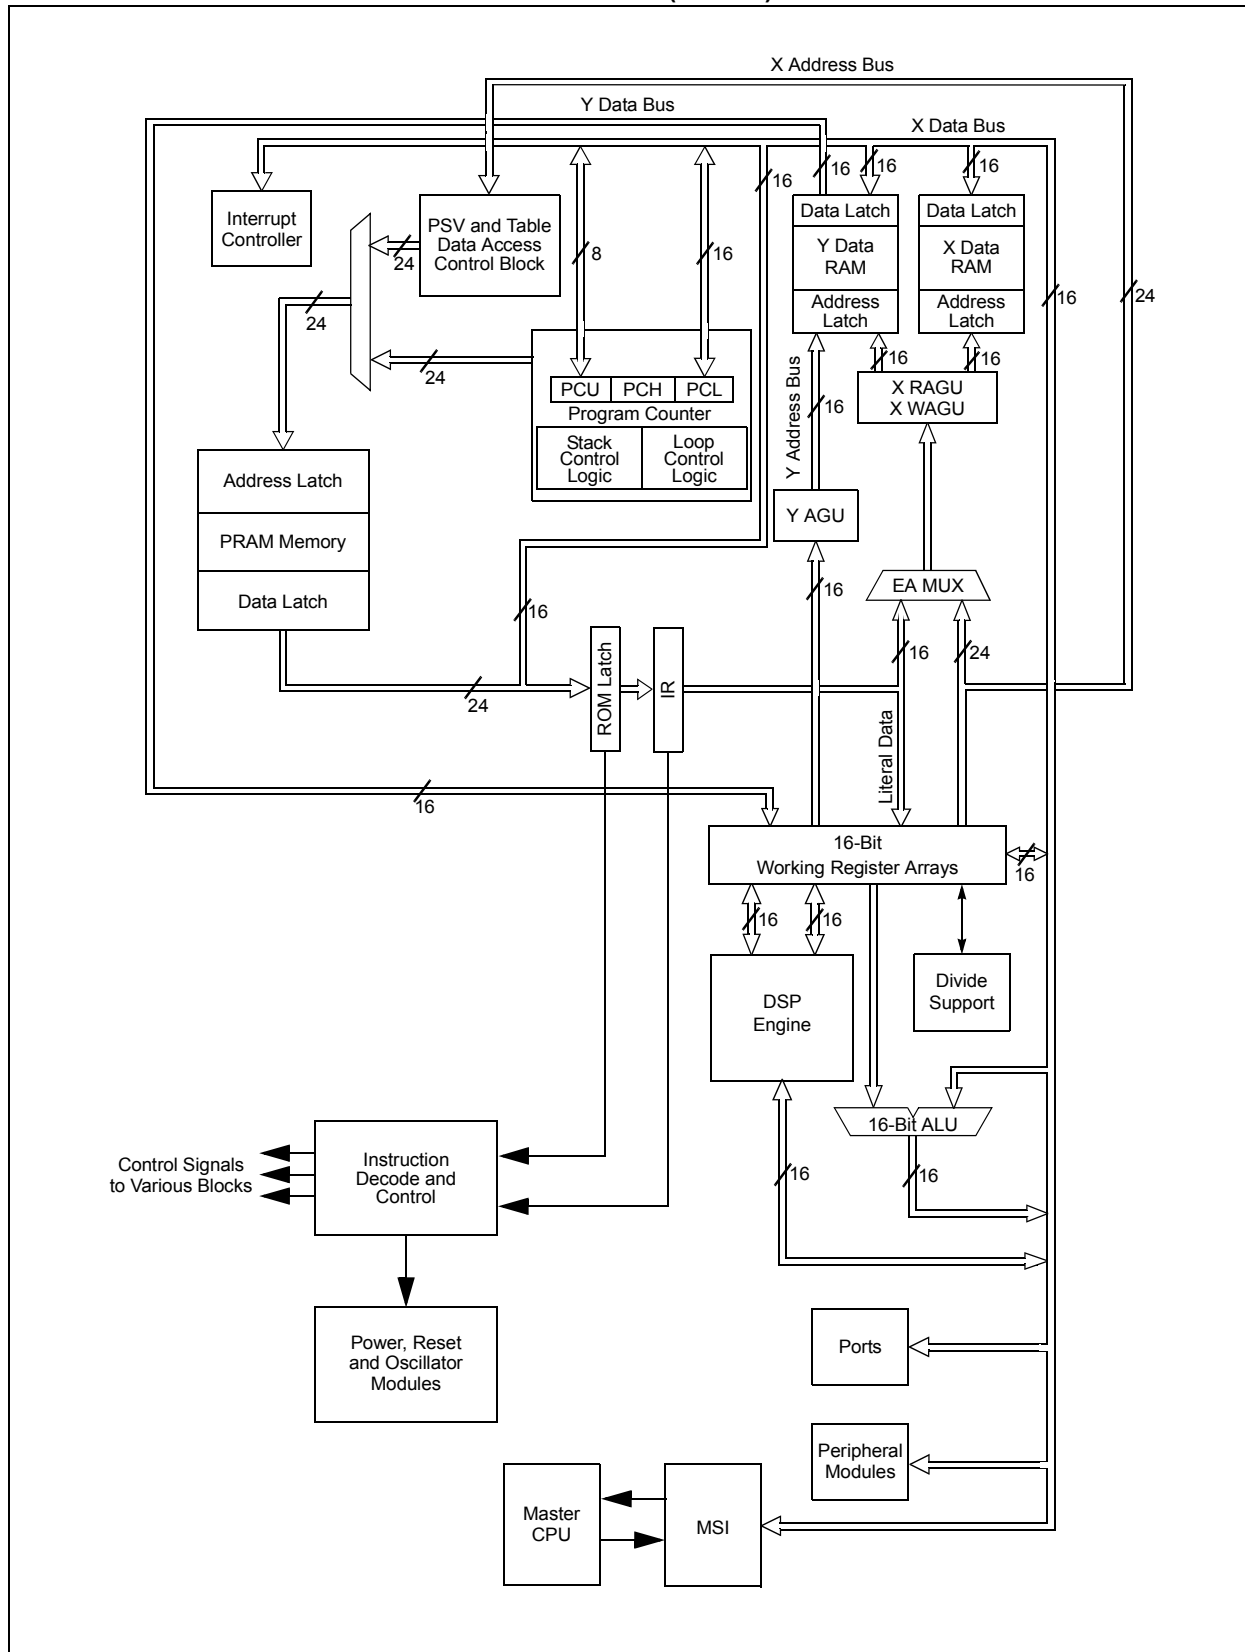 X Address Bus
Y Data Bus
X Data Bus
16
16
16
16
Interrupt
Controller
PSV and Table
Data Access
Control Block
24
8
16
Data Latch
Y Data
RAM
Address
Latch
Data Latch
X Data
RAM
Address
Latch
16
24
24
24
16
16
PCU
PCH
PCL
Program Counter
Stack
Control
Logic
Loop
Control
Logic
X RAGU
X WAGU
Y Address Bus
16
Address Latch
PRAM Memory
Data Latch
Y AGU
EA MUX
16
16
16
24
24
ROM Latch
IR
Literal Data
16
16-Bit
Working Register Arrays
16
16
16
DSP
Engine
Divide
Support
16-Bit ALU
16
16
Control Signals
to Various Blocks
Instruction
Decode and
Control
Power, Reset
and Oscillator
Modules
Ports
Peripheral
Modules
Master
CPU
MSI